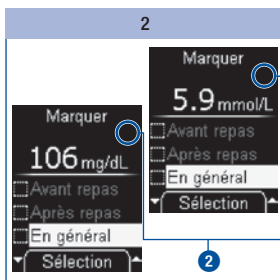 2
Marquer
5.9 mmol/L
Avant repas
Après repas
En général
Sélection
Marquer
106 mg/dL
Avant repas
Après repas
En général
Sélection
2